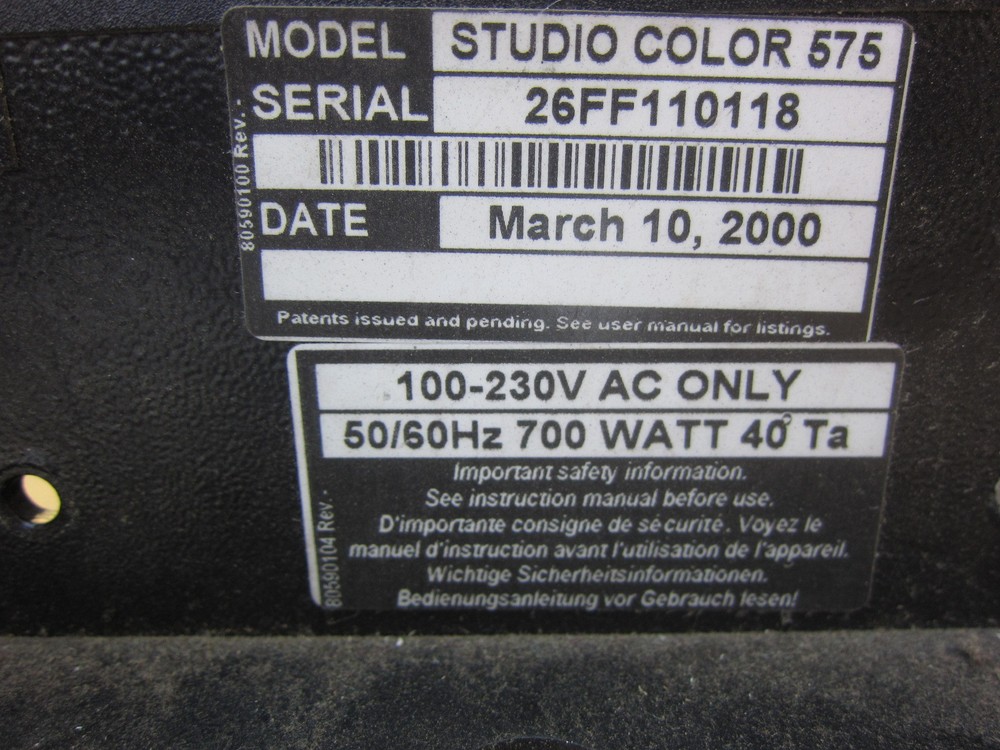 MODEL STUDIO COLOR 575
SERIAL 26FF110118
DATE March 10, 2000
Patents issued and pending. See user manual for listings.
80590100 Rev. -
100-230V AC ONLY
50/60Hz 700 WATT 40° Ta
Important safety information.
See instruction manual before use.
D'importante consigne de sécurité. Voyez le
manuel d'instruction avant l'utilisation de l'appareil.
Wichtige Sicherheitsinformationen.
Bedienungsanleitung vor Gebrauch lesen!
80590104 Rev. -